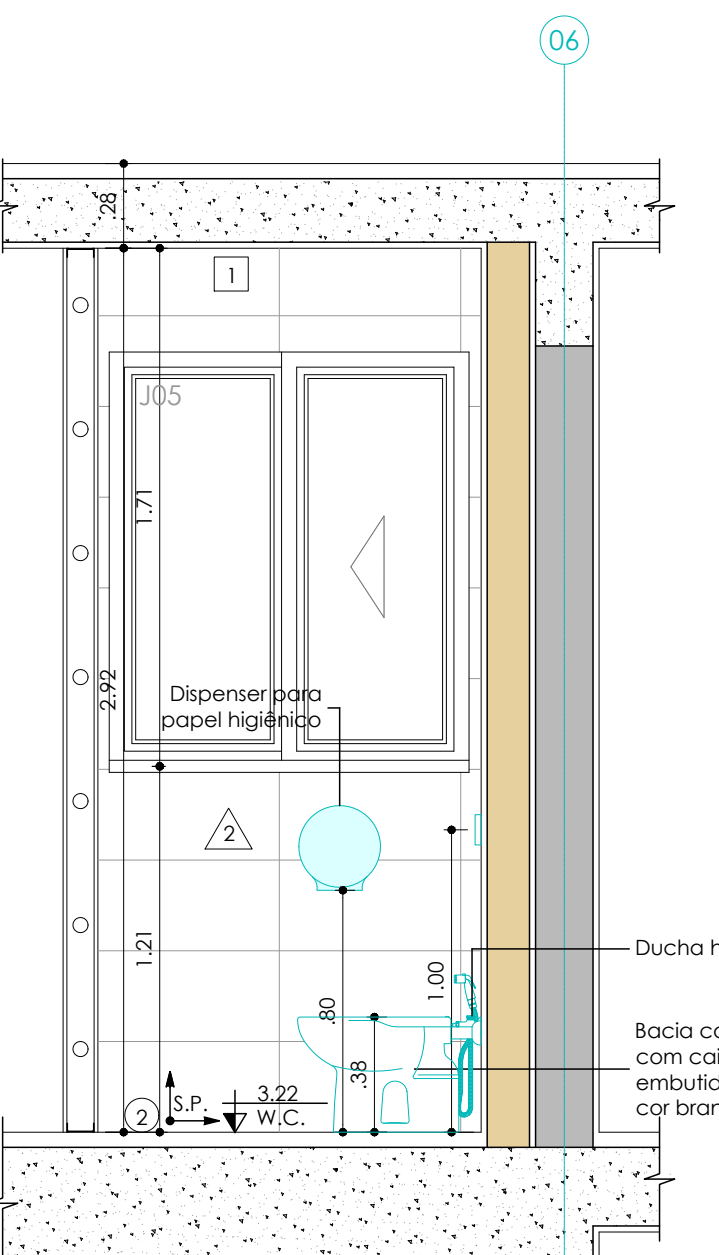 06
.28
1
J05
1.71
2.92
Dispenser para
papel higiênico
2
1.21
1.00
.80
.38
Ducha h
Bacia co
com cai
embutid
cor bran
2
S.P.
3.22
W.C.